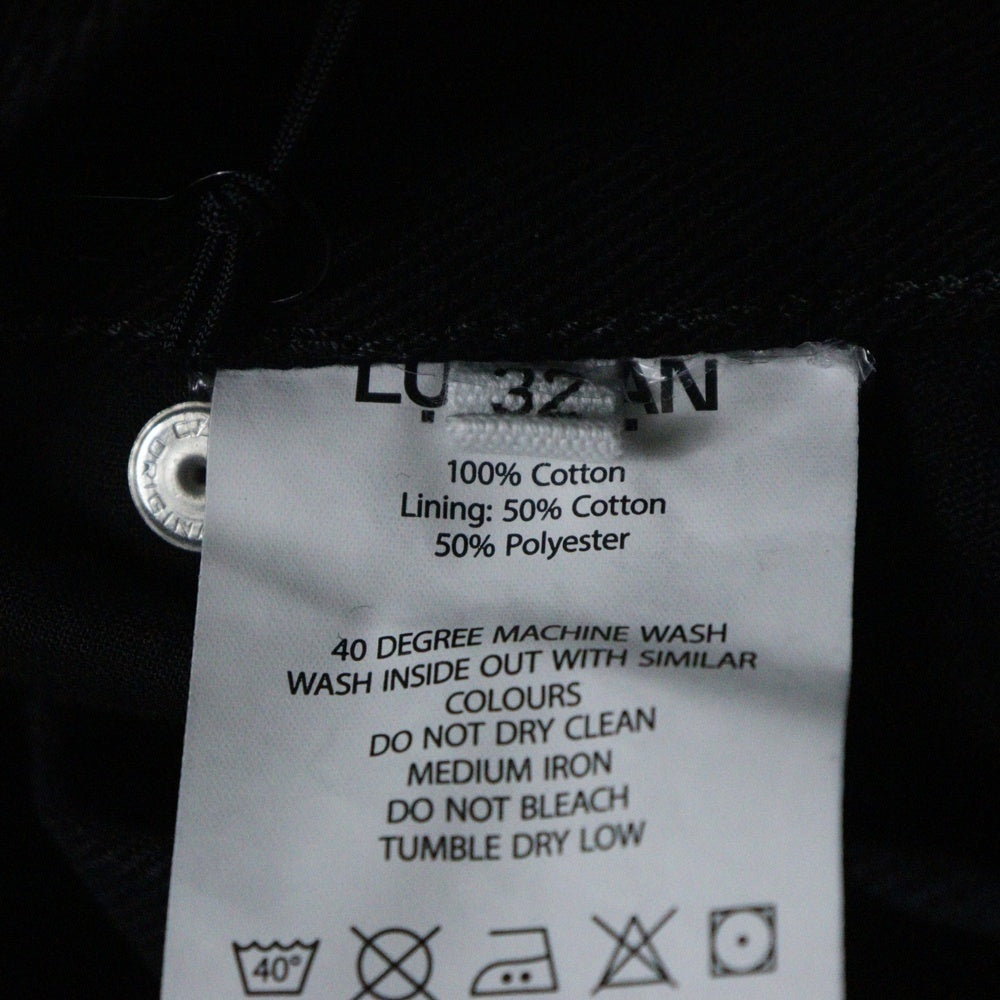 32
100% Cotton
Lining: 50% Cotton
50% Polyester
40 DEGREE MACHINE WASH
WASH INSIDE OUT WITH SIMILAR
COLOURS
DO NOT DRY CLEAN
MEDIUM IRON
DO NOT BLEACH
TUMBLE DRY LOW
40°